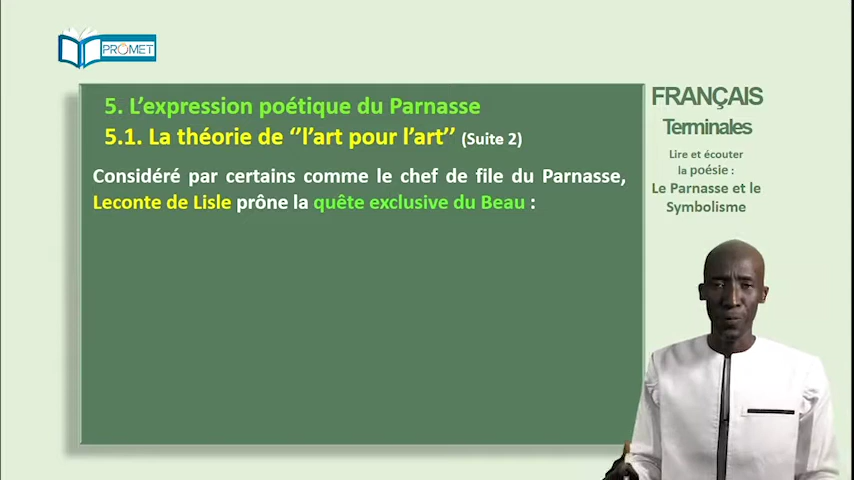 PROMET
5. L'expression poétique du Parnasse
5.1. La théorie de ‘'l'art pour l'art'’ (Suite 2)
Considéré par certains comme le chef de file du Parnasse,
Leconte de Lisle prône la quête exclusive du Beau :
FRANÇAIS
Terminales
Lire et écouter
la poésie :
Le Parnasse et le
Symbolisme